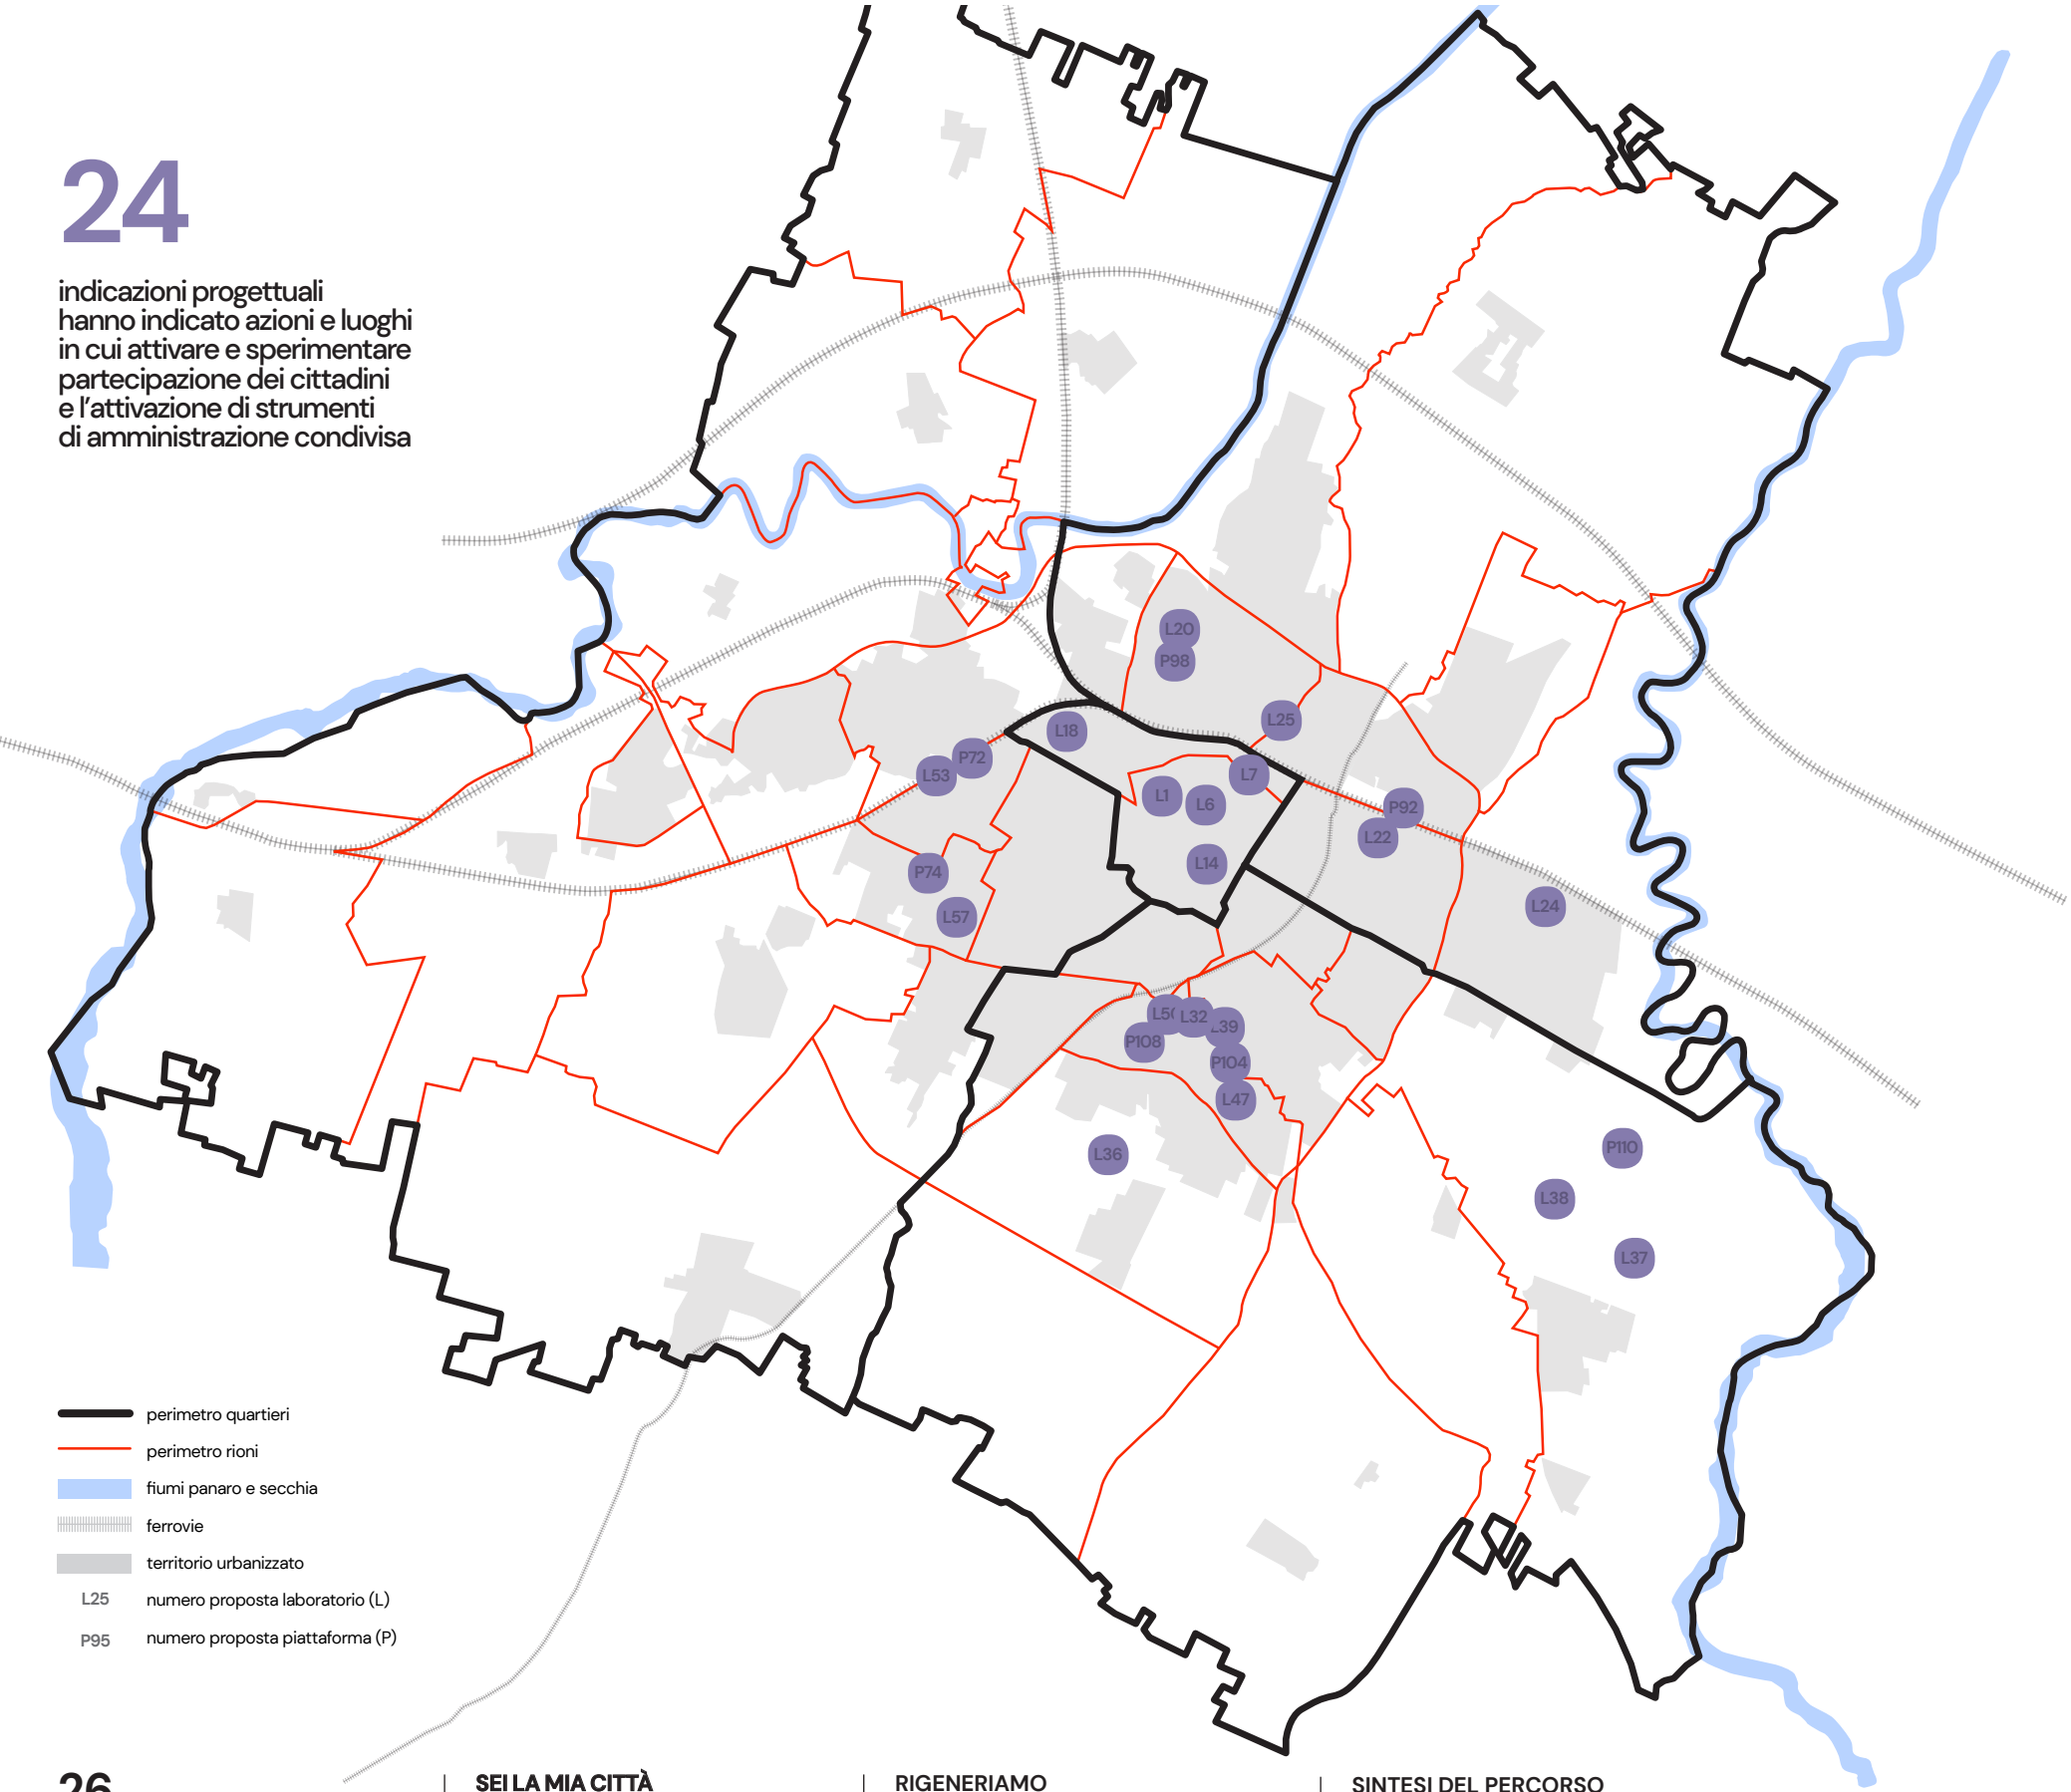 24
indicazioni progettuali
hanno indicato azioni e luoghi
in cui attivare e sperimentare
partecipazione dei cittadini
e l'attivazione di strumenti
di amministrazione condivisa
L20
P98
L25
L18
P72
L53
L7
L1
L6
P92
L22
L14
P74
L57
L24
L32
L39
P108
P104
L47
L36
P110
L38
L37
perimetro quartieri
perimetro rioni
fiumi panaro e secchia
ferrovie
territorio urbanizzato
L25 numero proposta laboratorio (L)
P95 numero proposta piattaforma (P)
26
SEI LA MIA CITTÀ
RIGENERIAMO
SINTESI DEL PERCORSO